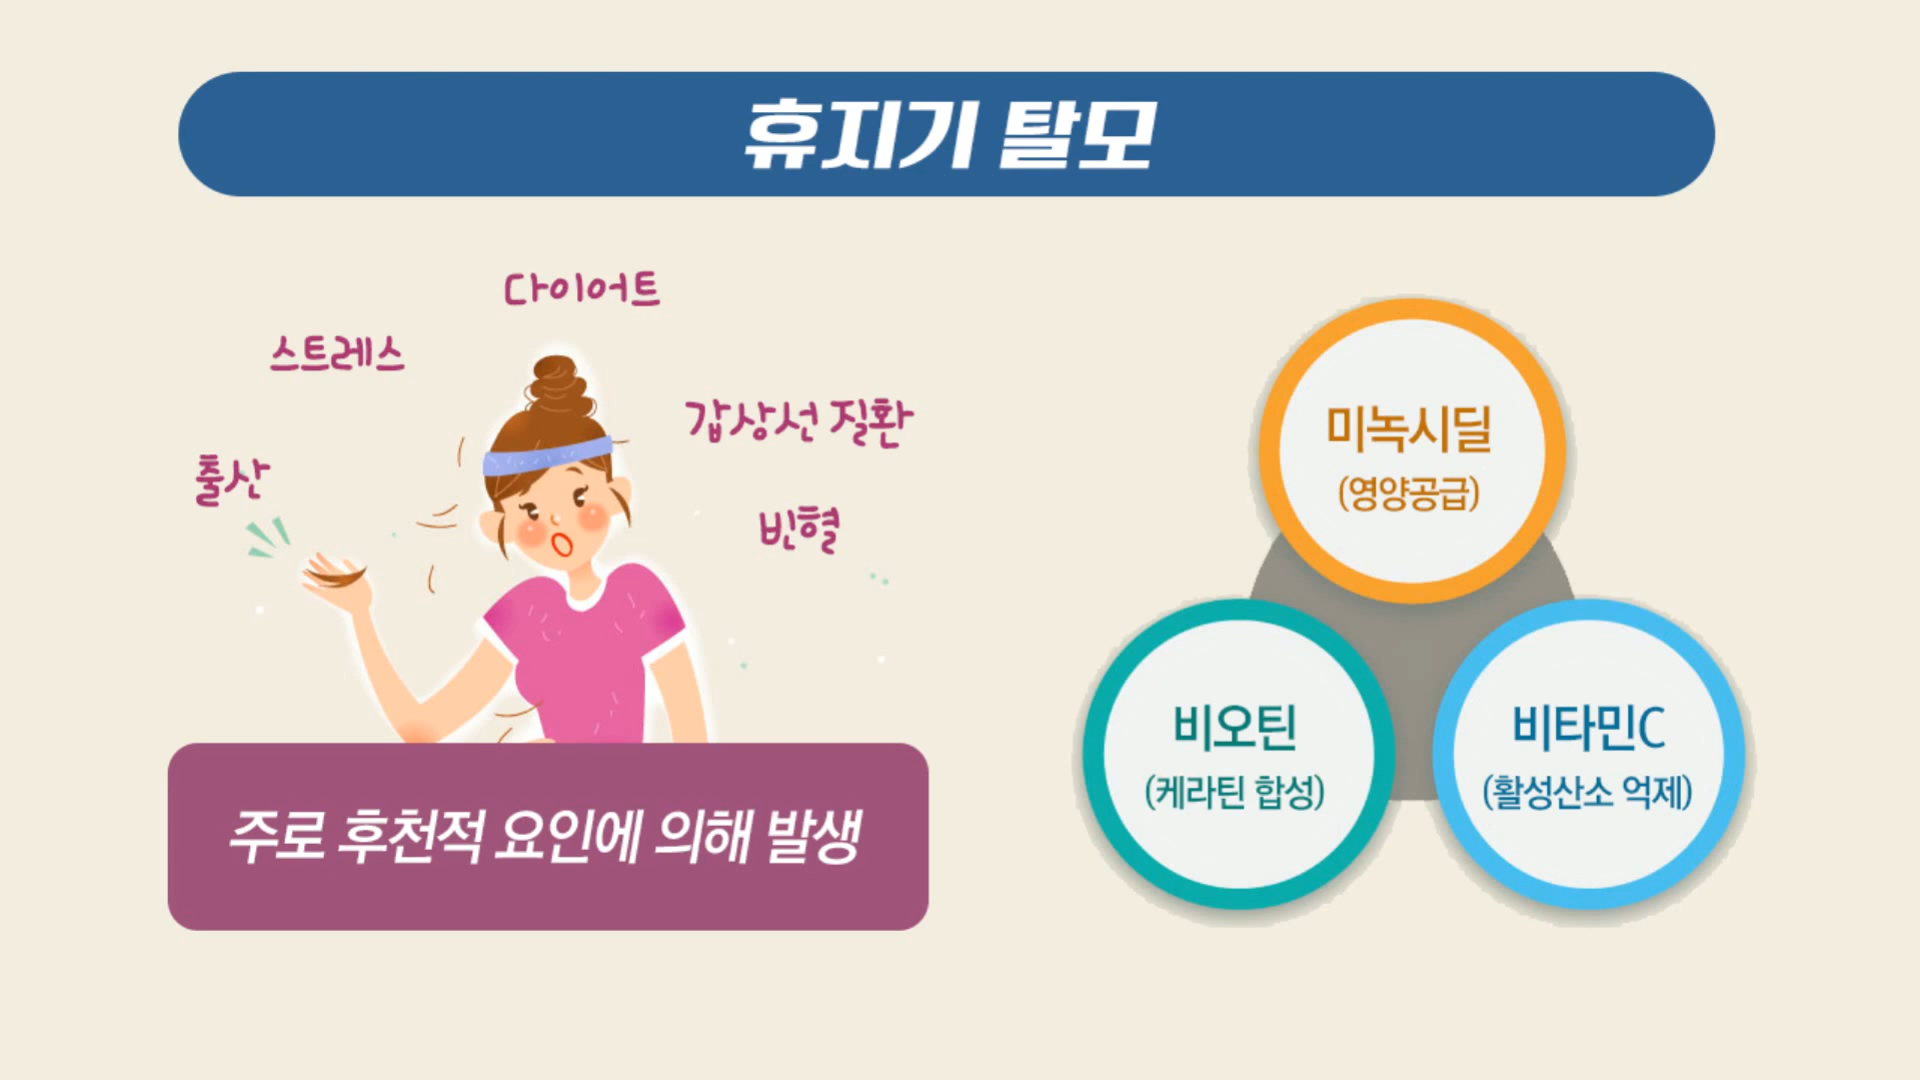 휴지기 탈모
다이어트
스트레스
갑상선 질환
출산
빈혈
주로 후천적 요인에 의해 발생
미녹시딜
(영양공급)
비오틴
(케라틴 합성)
비타민C
(활성산소 억제)